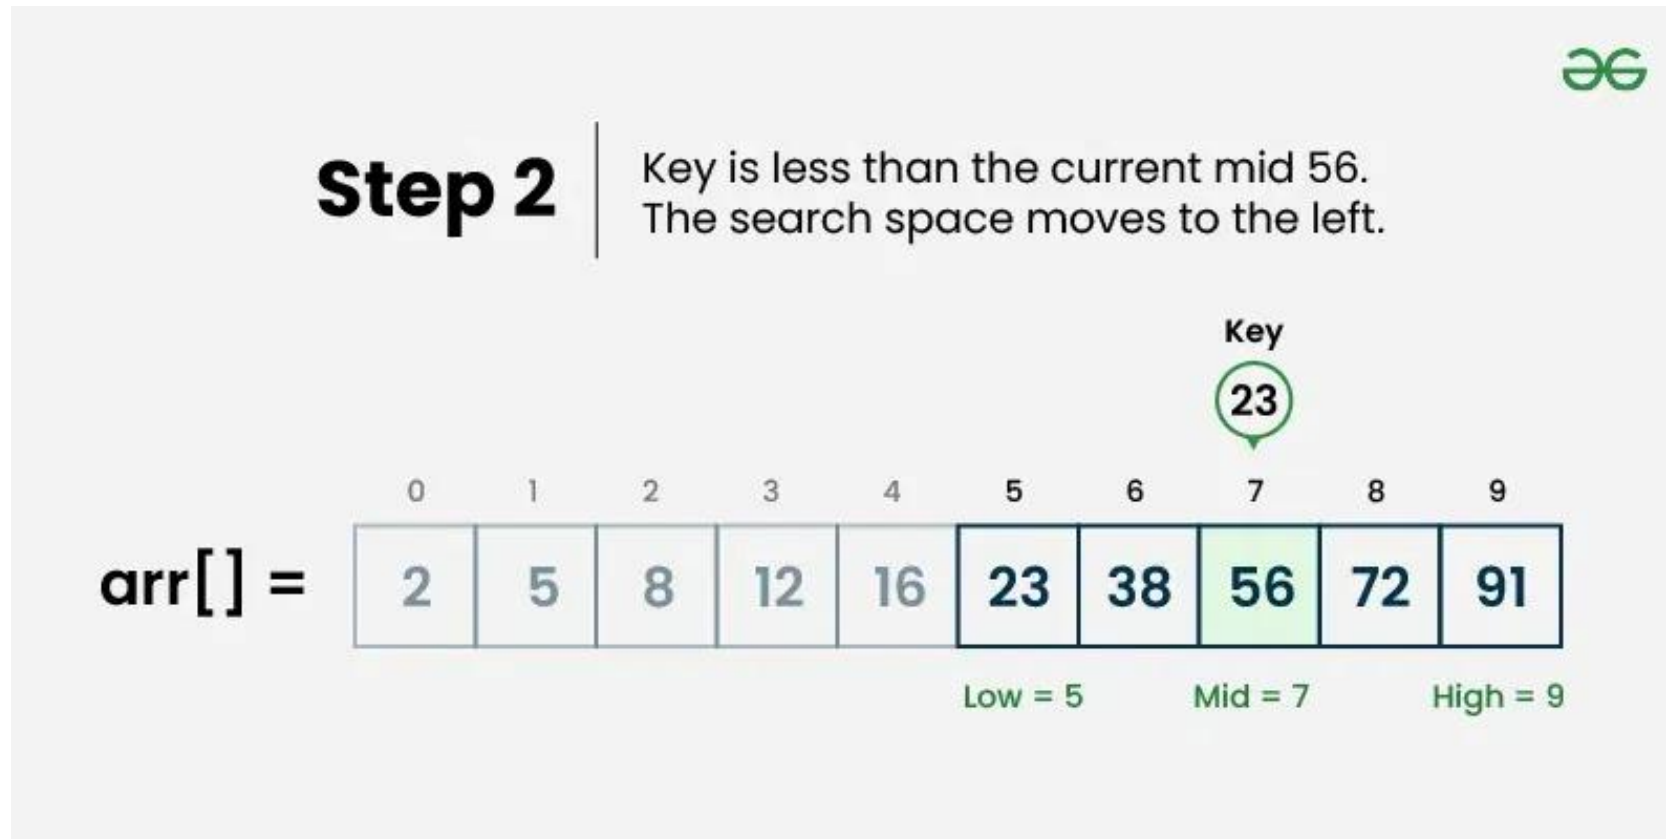 Step 2
Key is less than the current mid 56.
The search space moves to the left.
Key
23
0 1 2 3 4 5 6 7 8 9
arr[] = 2 5 8 12 16 23 38 56 72 91
Low = 5 Mid = 7 High = 9